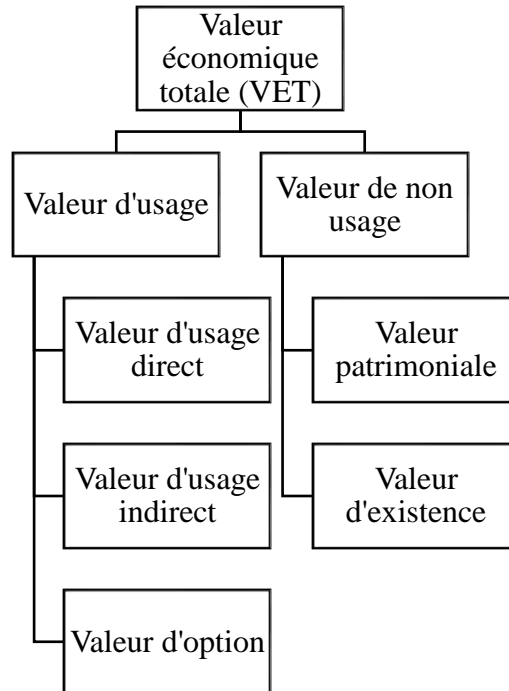 Valeur
économique
totale (VET)
Valeur d'usage
Valeur de non
usage
Valeur d'usage
direct
Valeur
patrimoniale
Valeur d'usage
indirect
Valeur
d'existence
Valeur d'option